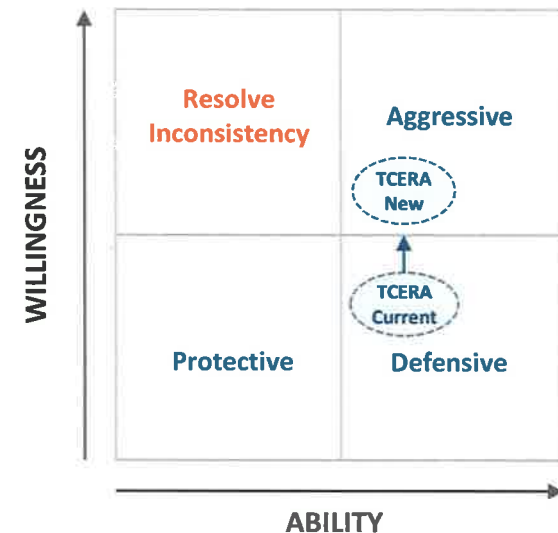 WILLINGNESS
Resolve
Inconsistency
Aggressive
TCERA
New
TCERA
Current
Protective
Defensive
ABILITY